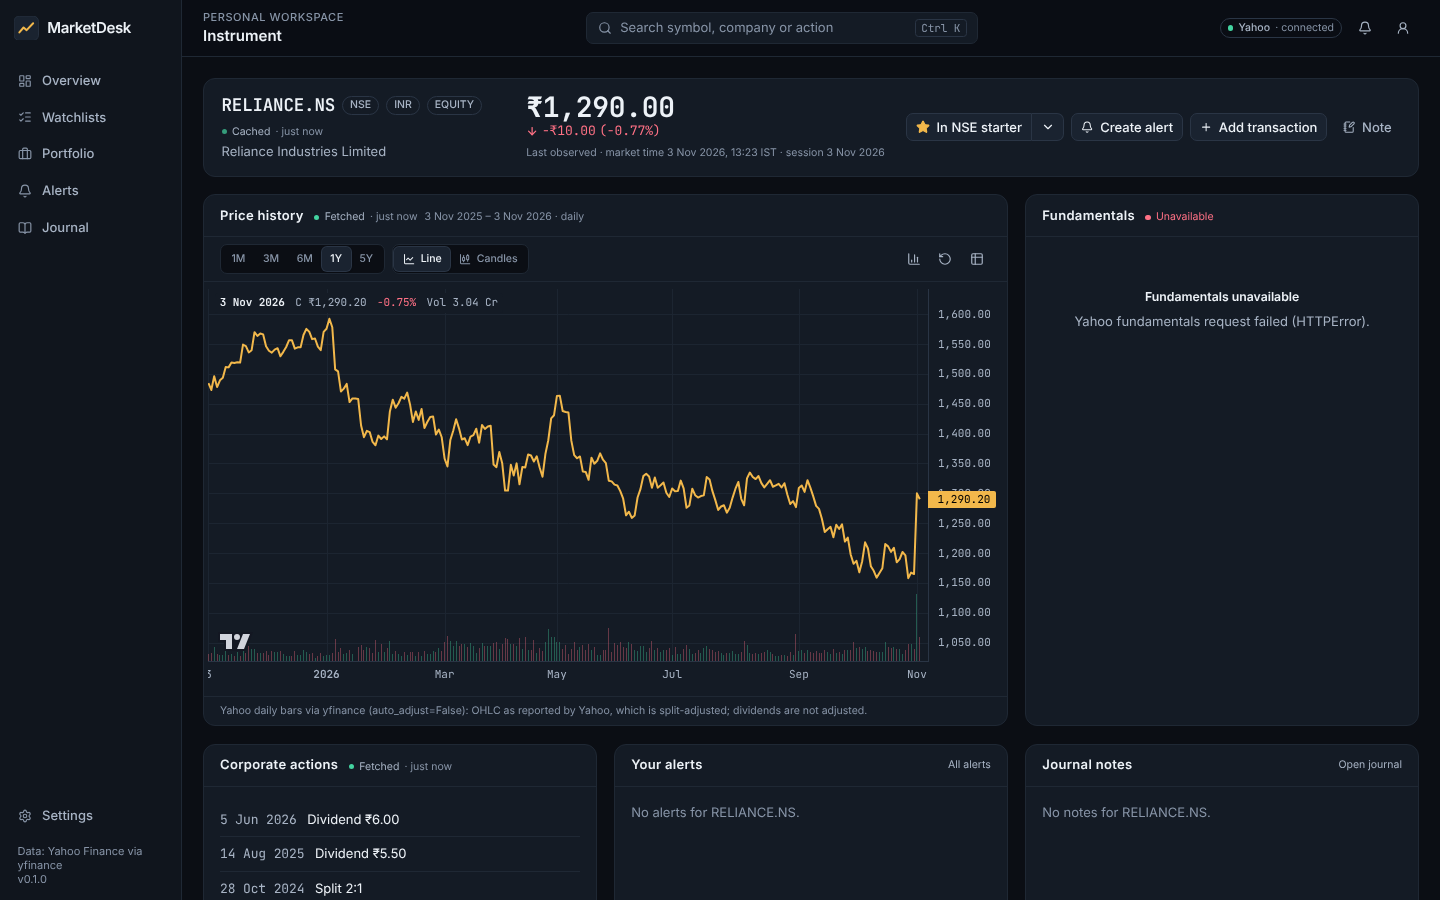 MarketDesk
Overview
Watchlists
Portfolio
Alerts
Journal
Settings
Data: Yahoo Finance via
yfinance
v0.1.0
PERSONAL WORKSPACE
Instrument
Search symbol, company or action
Ctrl K
Yahoo · connected
RELIANCE.NS NSE INR EQUITY
Cached · just now
Reliance Industries Limited
₹1,290.00
↓ -₹10.00 (-0.77%)
Last observed · market time 3 Nov 2026, 13:23 IST · session 3 Nov 2026
In NSE starter
Create alert
+ Add transaction
Note
Price history Fetched · just now 3 Nov 2025 – 3 Nov 2026 · daily
1M 3M 6M 1Y 5Y Line Candles
3 Nov 2026 C ₹1,290.20 -0.75% Vol 3.04 Cr
1,600.00
1,550.00
1,500.00
1,450.00
1,400.00
1,350.00
1,290.20
1,250.00
1,200.00
1,150.00
1,100.00
1,050.00
2026 Mar May Jul Sep Nov
Yahoo daily bars via yfinance (auto_adjust=False): OHLC as reported by Yahoo, which is split-adjusted; dividends are not adjusted.
Fundamentals Unavailable
Fundamentals unavailable
Yahoo fundamentals request failed (HTTPError).
Corporate actions Fetched · just now
5 Jun 2026 Dividend ₹6.00
14 Aug 2025 Dividend ₹5.50
28 Oct 2024 Split 2:1
Your alerts
All alerts
No alerts for RELIANCE.NS.
Journal notes
Open journal
No notes for RELIANCE.NS.